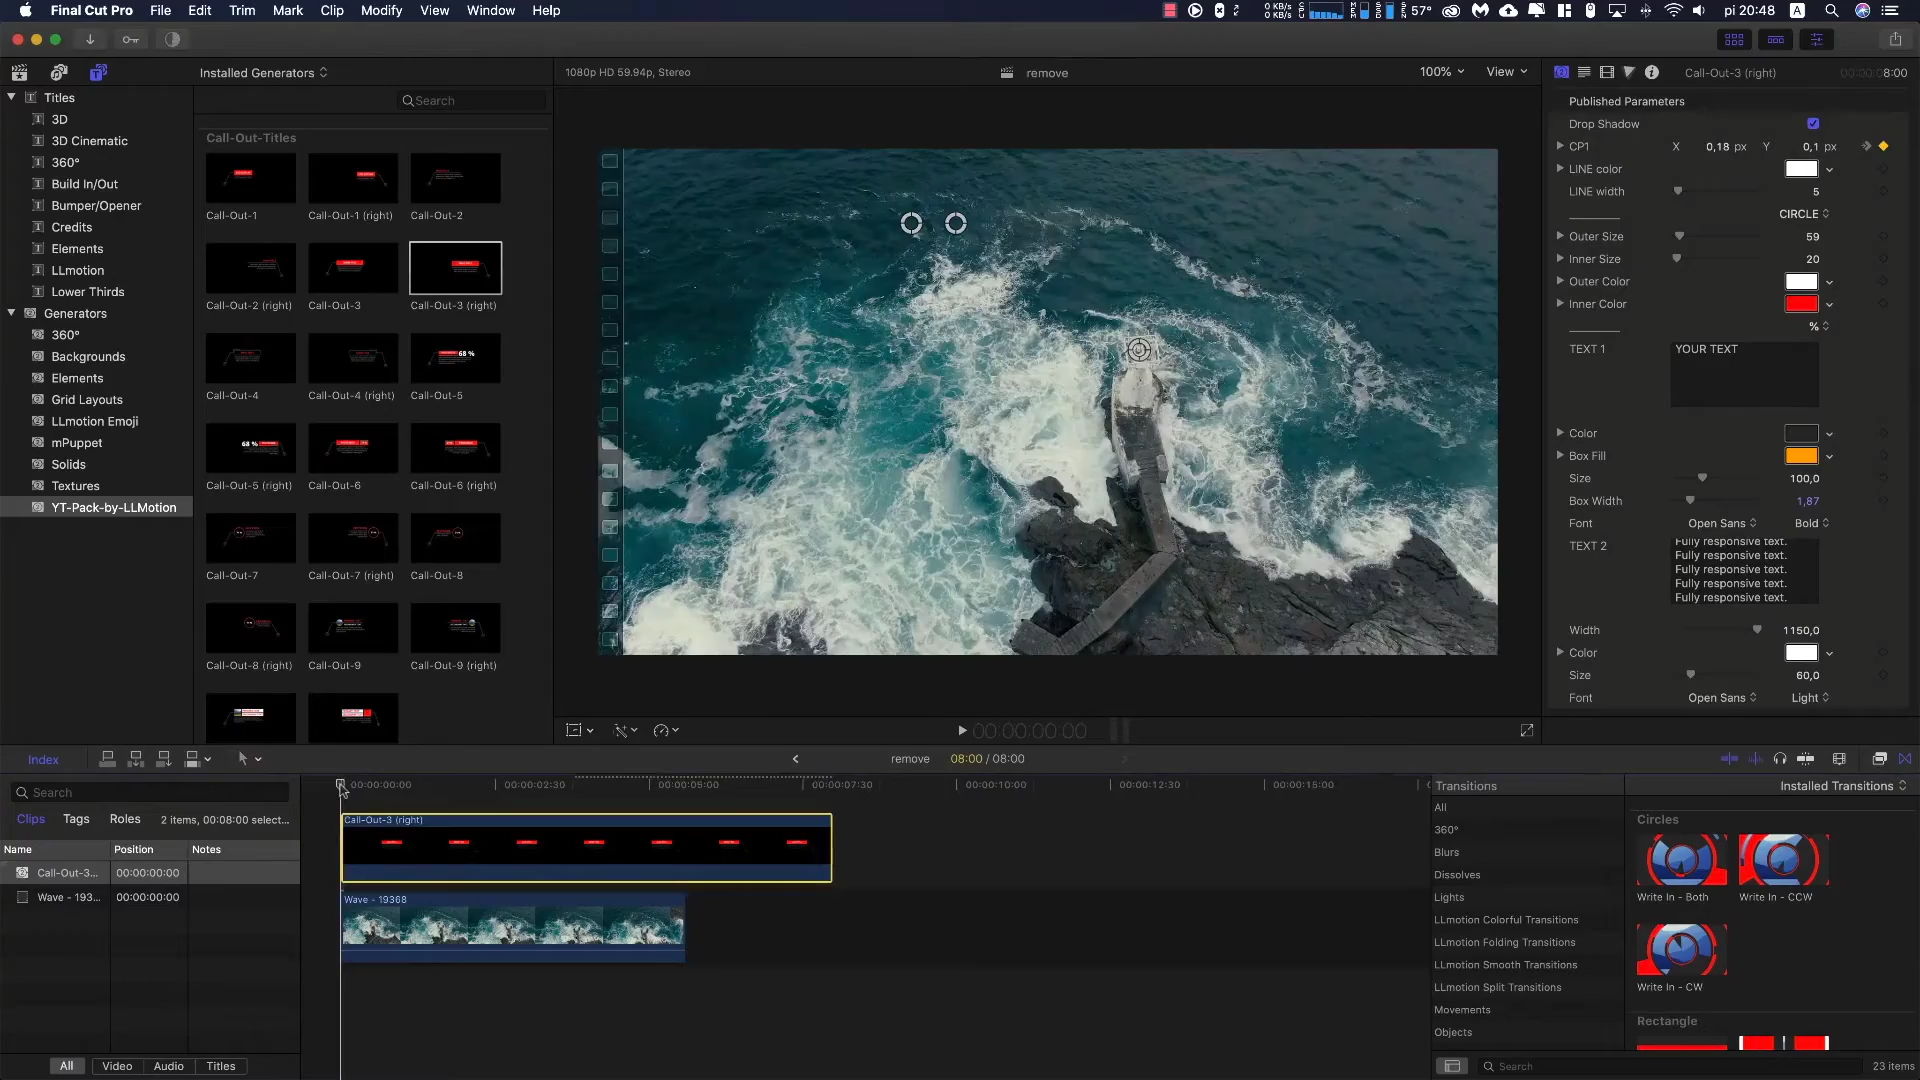 Final Cut Pro File Edit Trim Mark Clip Modify View Window Help
0 KB/s
0 KB/s
57°
pi 20:48 A
Installed Generators
1080p HD 59.94p, Stereo
remove
100%
View
Call-Out-3 (right)
8:00
Titles
3D
3D Cinematic
360°
Build In/Out
Bumper/Opener
Credits
Elements
LLmotion
Lower Thirds
Generators
360°
Backgrounds
Elements
Grid Layouts
LLmotion Emoji
mPuppet
Solids
Textures
YT-Pack-by-LLMotion
Search
Call-Out-Titles
Call-Out-1
Call-Out-1 (right)
Call-Out-2
Call-Out-2 (right)
Call-Out-3
Call-Out-3 (right)
Call-Out-4
Call-Out-4 (right)
Call-Out-5
68 %
Call-Out-5 (right)
68 %
Call-Out-6
Call-Out-6 (right)
Call-Out-7
Call-Out-7 (right)
Call-Out-8
Call-Out-8 (right)
Call-Out-9
Call-Out-9 (right)
Published Parameters
Drop Shadow
CP1 X 0,18 px Y 0,1 px
LINE color
LINE width 5
CIRCLE
Outer Size 59
Inner Size 20
Outer Color
Inner Color
%
TEXT 1 YOUR TEXT
Color
Box Fill
Size 100,0
Box Width 1,87
Font Open Sans Bold
TEXT 2
Fully responsive text.
Fully responsive text.
Fully responsive text.
Fully responsive text.
Fully responsive text.
Width 1150,0
Color
Size 60,0
Font Open Sans Light
00:00:00:00
Index
remove 08:00 / 08:00
Search
Clips Tags Roles 2 items, 00:08:00 select...
Name Position Notes
Call-Out-3... 00:00:00:00
Wave - 193... 00:00:00:00
All Video Audio Titles
00:00:00:00 00:00:02:30 00:00:05:00 00:00:07:30 00:00:10:00 00:00:12:30 00:00:15:00
Call-Out-3 (right)
Wave - 19368
Transitions
Installed Transitions
All
360°
Blurs
Dissolves
Lights
LLmotion Colorful Transitions
LLmotion Folding Transitions
LLmotion Smooth Transitions
LLmotion Split Transitions
Movements
Objects
Circles
Write In - Both
Write In - CCW
Write In - CW
Rectangle
Search
23 items